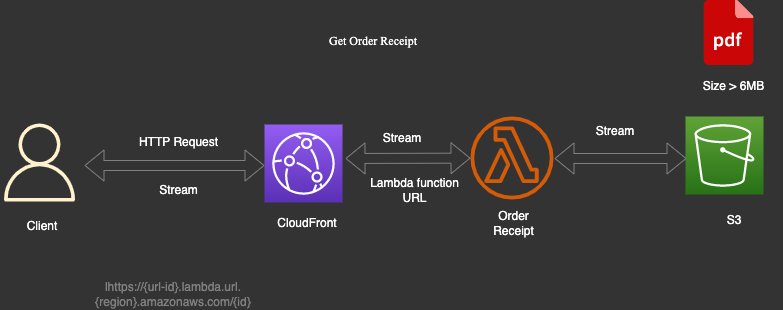 Get Order Receipt
pdf
Size > 6MB
HTTP Request
Stream
Client
CloudFront
Stream
Lambda function
URL
Order
Receipt
Stream
S3
lhttps://{url-id}.lambda.url.
{region}.amazonaws.com/{id}